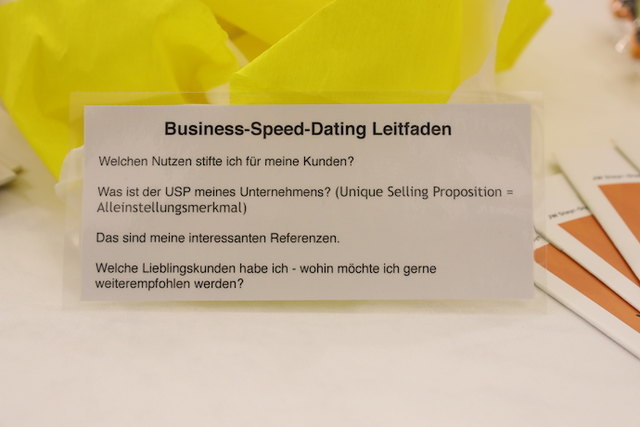 Business-Speed-Dating Leitfaden
Welchen Nutzen stifte ich für meine Kunden?
Was ist der USP meines Unternehmens? (Unique Selling Proposition =
Alleinstellungsmerkmal)
Das sind meine interessanten Referenzen.
Welche Lieblingskunden habe ich - wohin möchte ich gerne
weiterempfohlen werden?